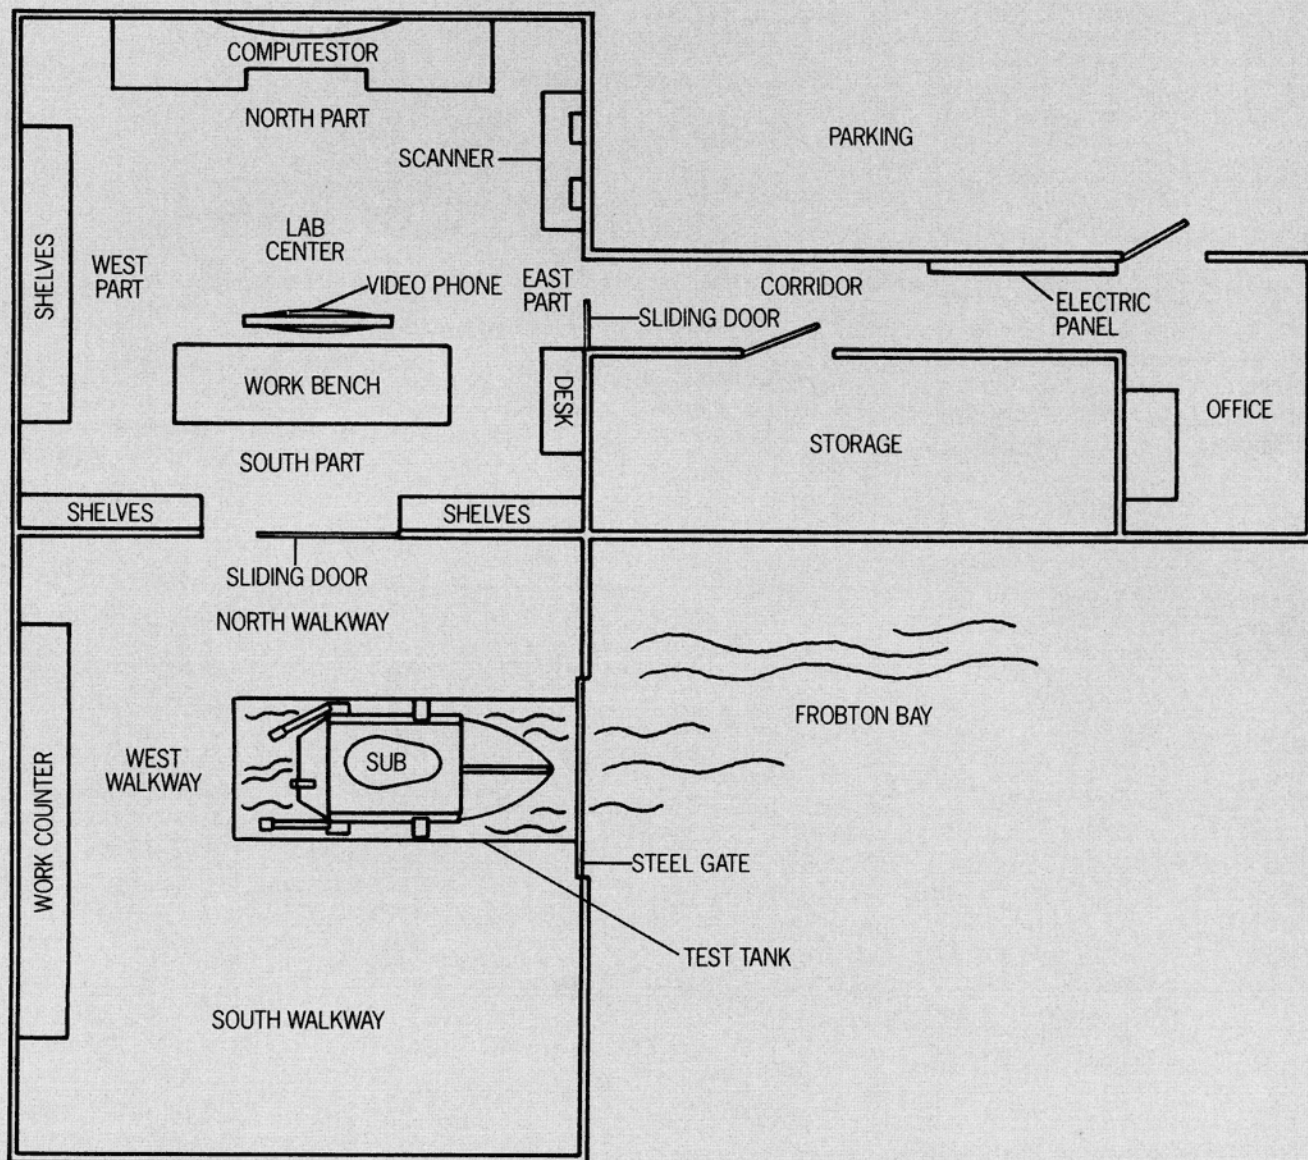 COMPUTESTOR
NORTH PART
SCANNER
PARKING
SHELVES
WEST
PART
LAB
CENTER
VIDEO PHONE
EAST
PART
CORRIDOR
SLIDING DOOR
ELECTRIC
PANEL
WORK BENCH
DESK
OFFICE
STORAGE
SOUTH PART
SHELVES
SHELVES
SLIDING DOOR
NORTH WALKWAY
FROBTON BAY
WORK COUNTER
WEST
WALKWAY
SUB
STEEL GATE
TEST TANK
SOUTH WALKWAY